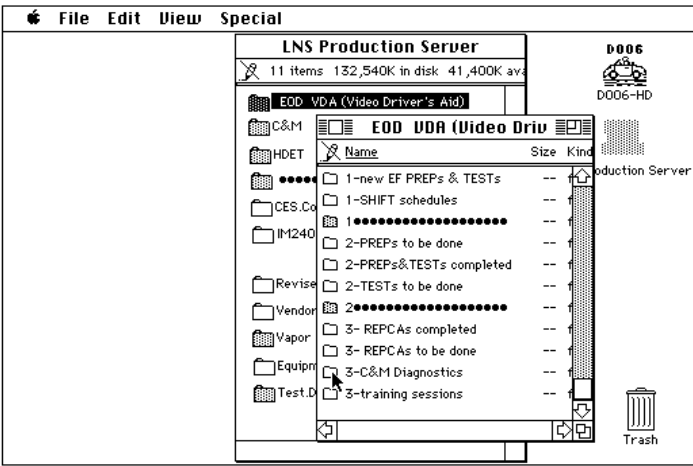 File Edit View Special
LNS Production Server
11 items 132,540K in disk 41,400K ava
EOD VDA (Video Driver's Aid)
C&M
HDET
●●●●●
CES.Co
IM240
Revise
Vendor
Vapor
Equipm
Test.D
EOD VDA (Video Driv
Name Size Kind
1-new EF PREPs & TESTs -- f
1-SHIFT schedules -- f
1●●●●●●●●●●●●●●●●●●● -- f
2-PREPs to be done -- f
2-PREPs&TESTs completed -- f
2-TESTs to be done -- f
2●●●●●●●●●●●●●●●●●●● -- f
3- REPCAs completed -- f
3- REPCAs to be done -- f
3-C&M Diagnostics -- f
3-training sessions -- f
D006
D006-HD
oduction Server
Trash